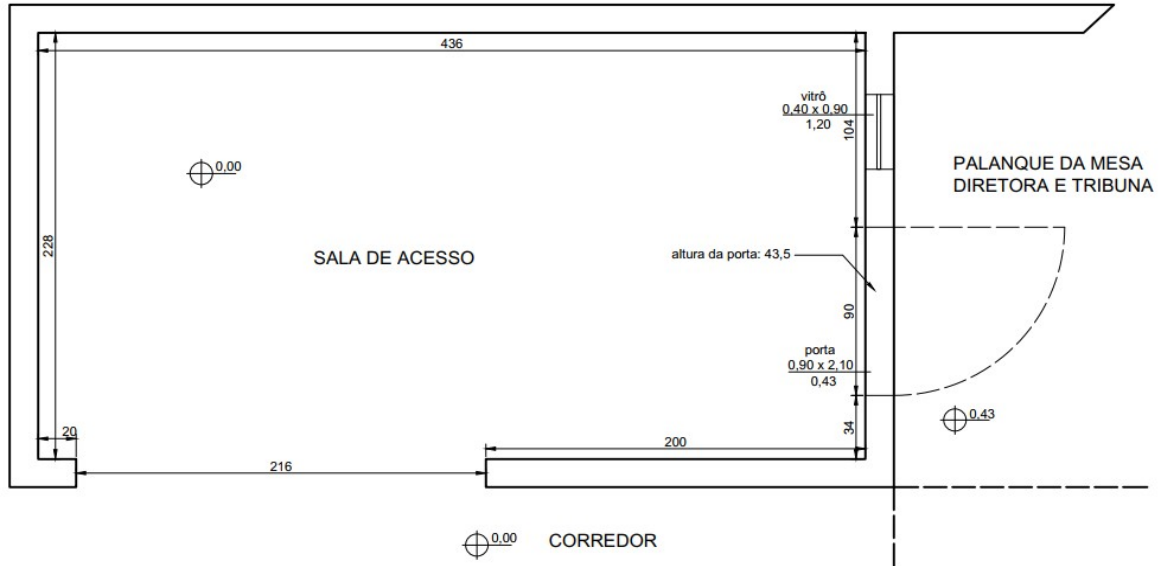 436
vitrô
0,40 x 0,90
1,20
104
0,00
PALANQUE DA MESA
DIRETORA E TRIBUNA
228
SALA DE ACESSO
altura da porta: 43,5
90
porta
0,90 x 2,10
0,43
0,43
34
20
200
216
0,00
CORREDOR